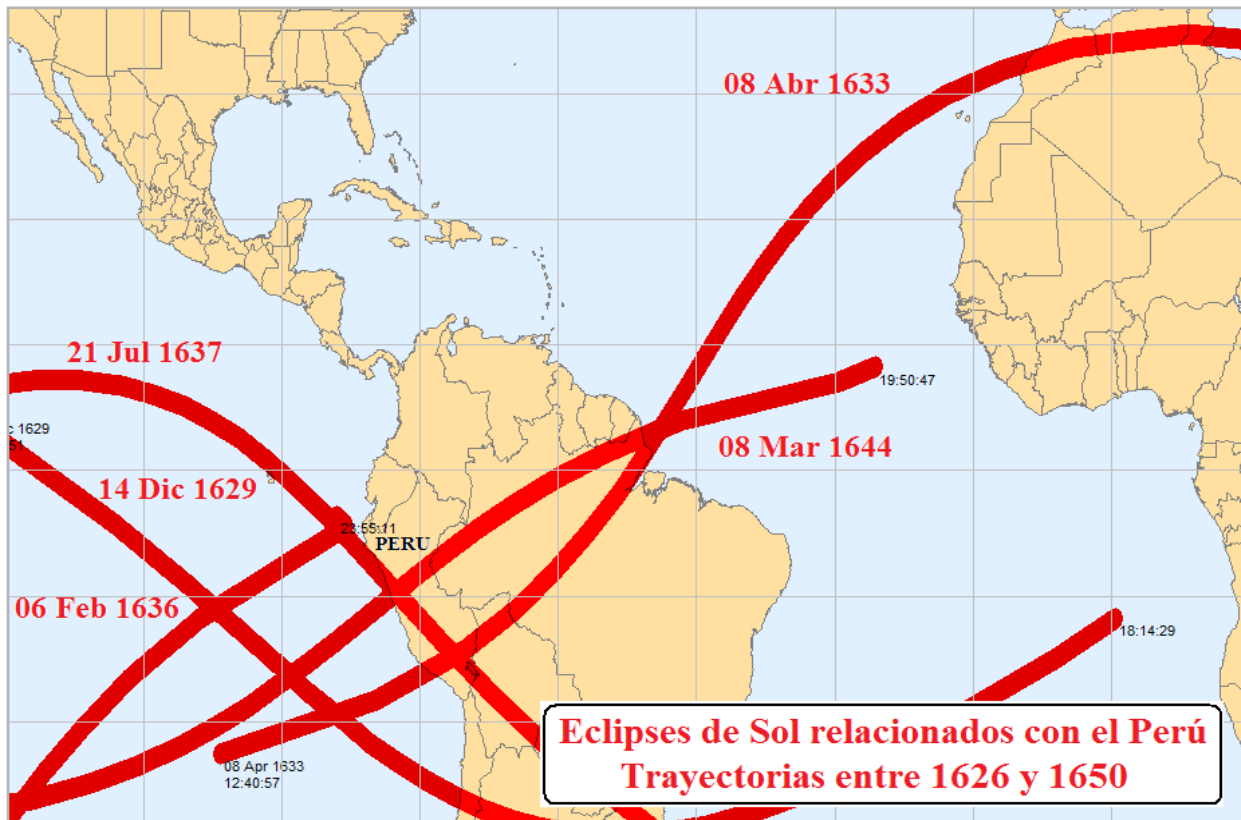 08 Abr 1633
21 Jul 1637
19:50:47
c 1629
51
08 Mar 1644
14 Dic 1629
23:55:11
PERU
06 Feb 1636
18:14:29
Eclipses de Sol relacionados con el Perú
Trayectorias entre 1626 y 1650
08 Apr 1633
12:40:57